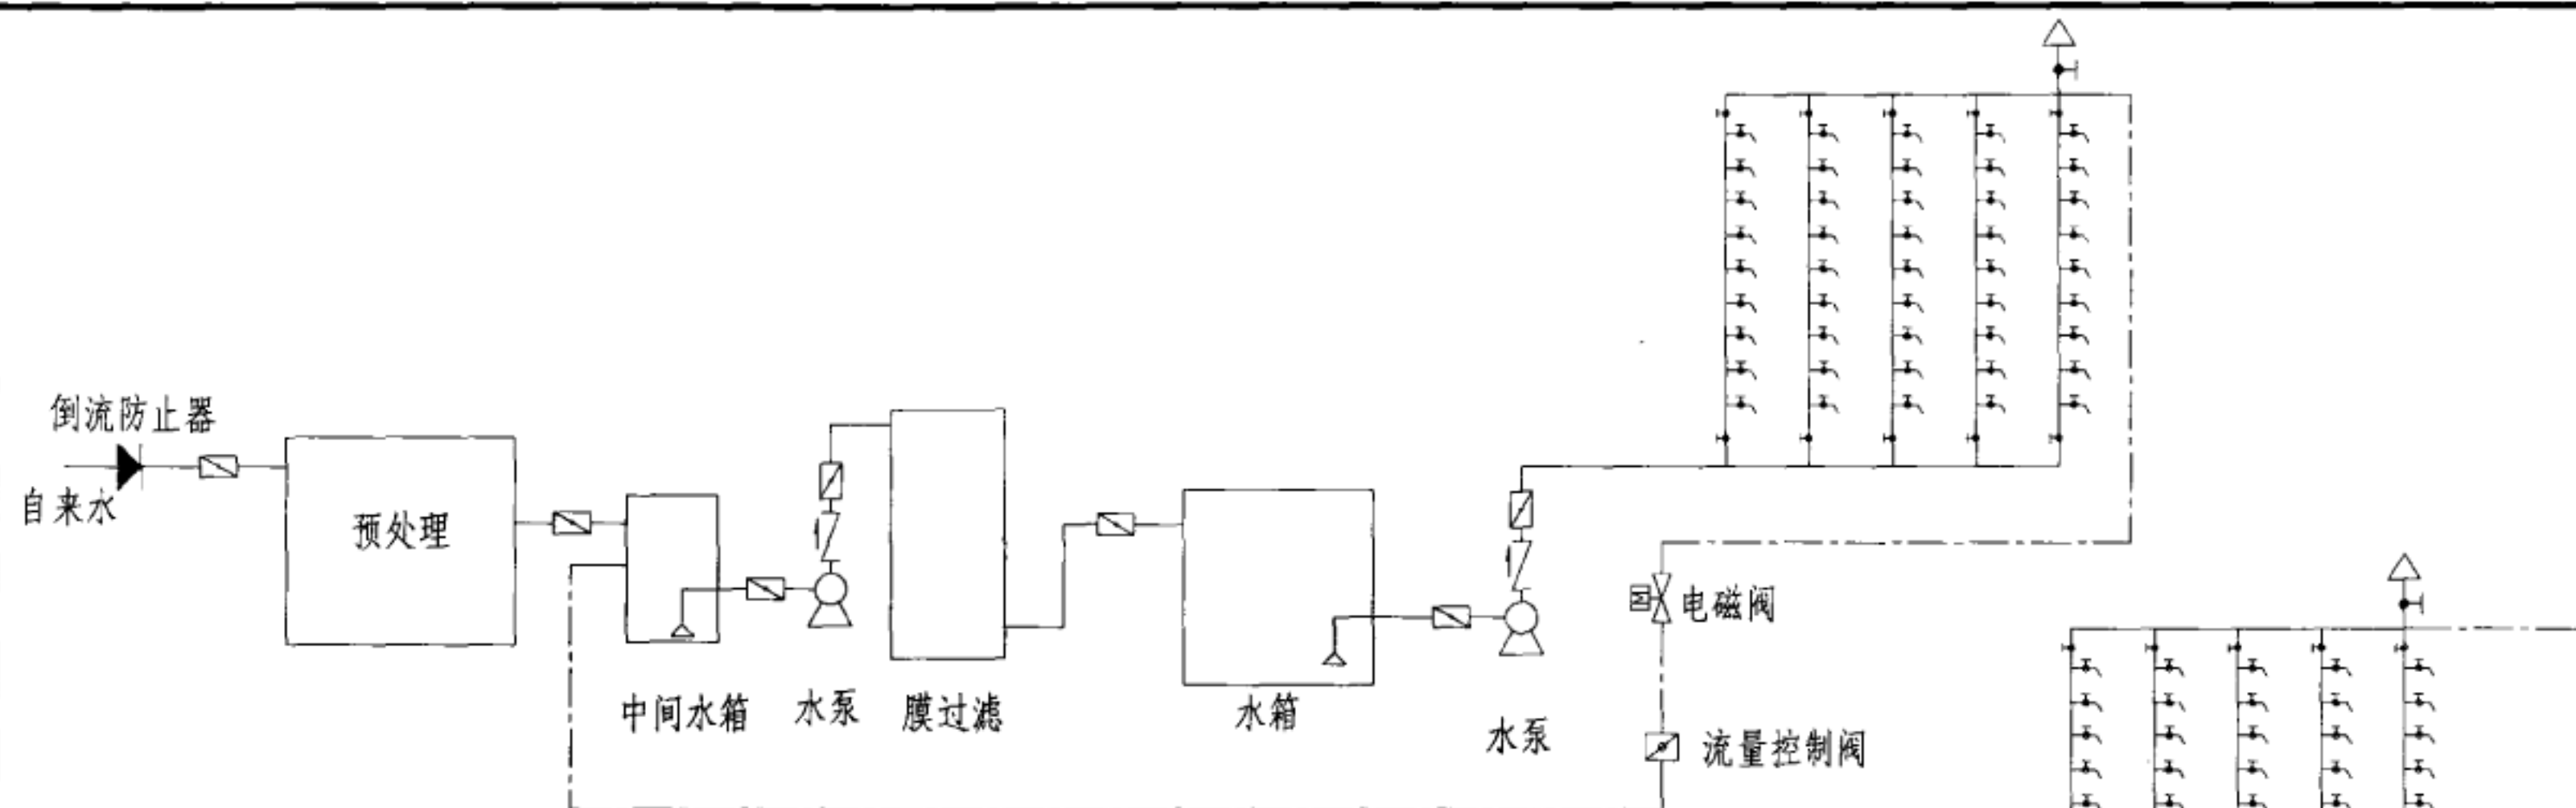 倒流防止器
自来水
预处理
中间水箱
水泵
膜过滤
水箱
水泵
M
电磁阀
流量控制阀